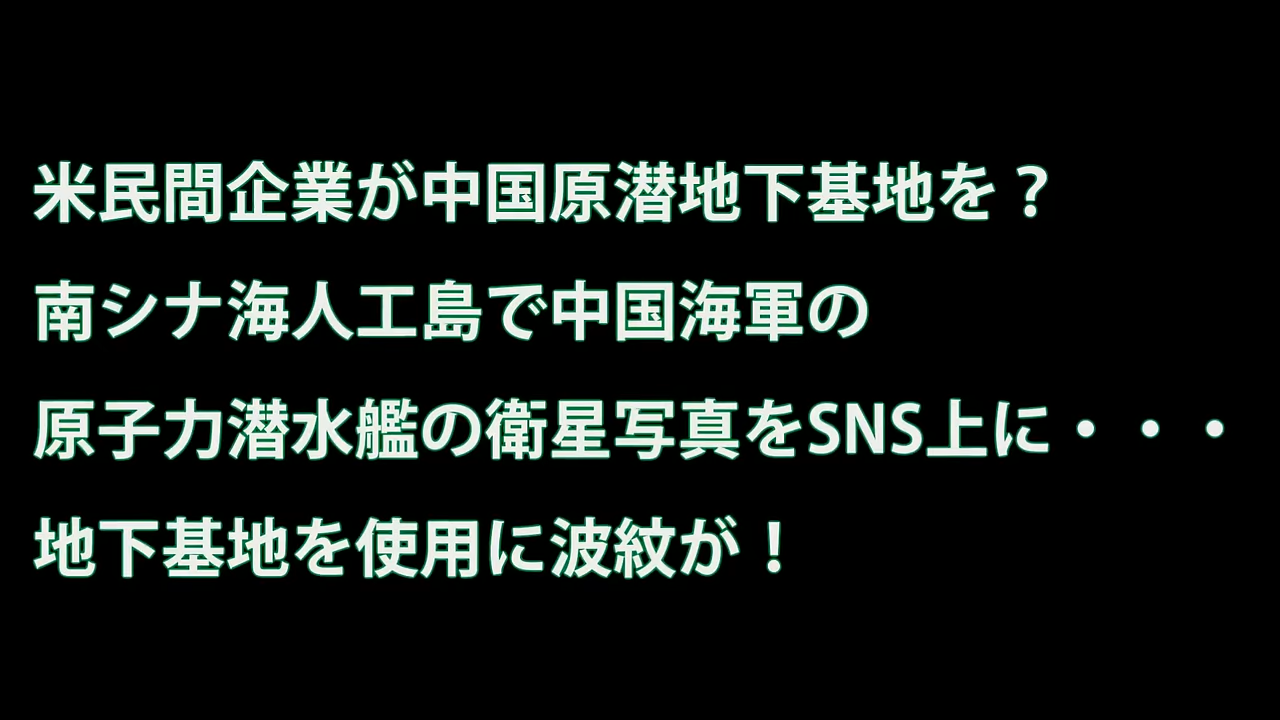 米民間企業が中国原潜地下基地を？
南シナ海人工島で中国海軍の
原子力潜水艦の衛星写真をSNS上に・・・
地下基地を使用に波紋が！